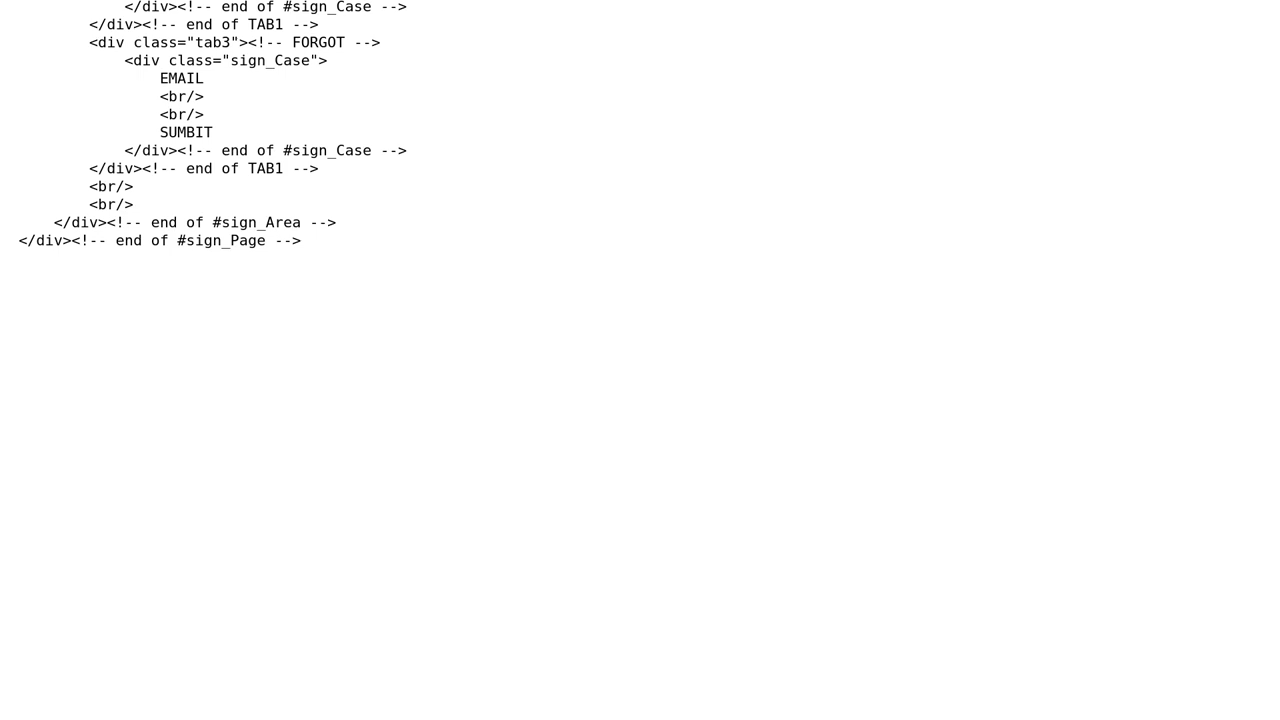 </div><!-- end of #sign_Case -->
        </div><!-- end of TAB1 -->
        <div class="tab3"><!-- FORGOT -->
            <div class="sign_Case">
                EMAIL
                <br/>
                <br/>
                SUMBIT
            </div><!-- end of #sign_Case -->
        </div><!-- end of TAB1 -->
        <br/>
        <br/>
    </div><!-- end of #sign_Area -->
</div><!-- end of #sign_Page -->